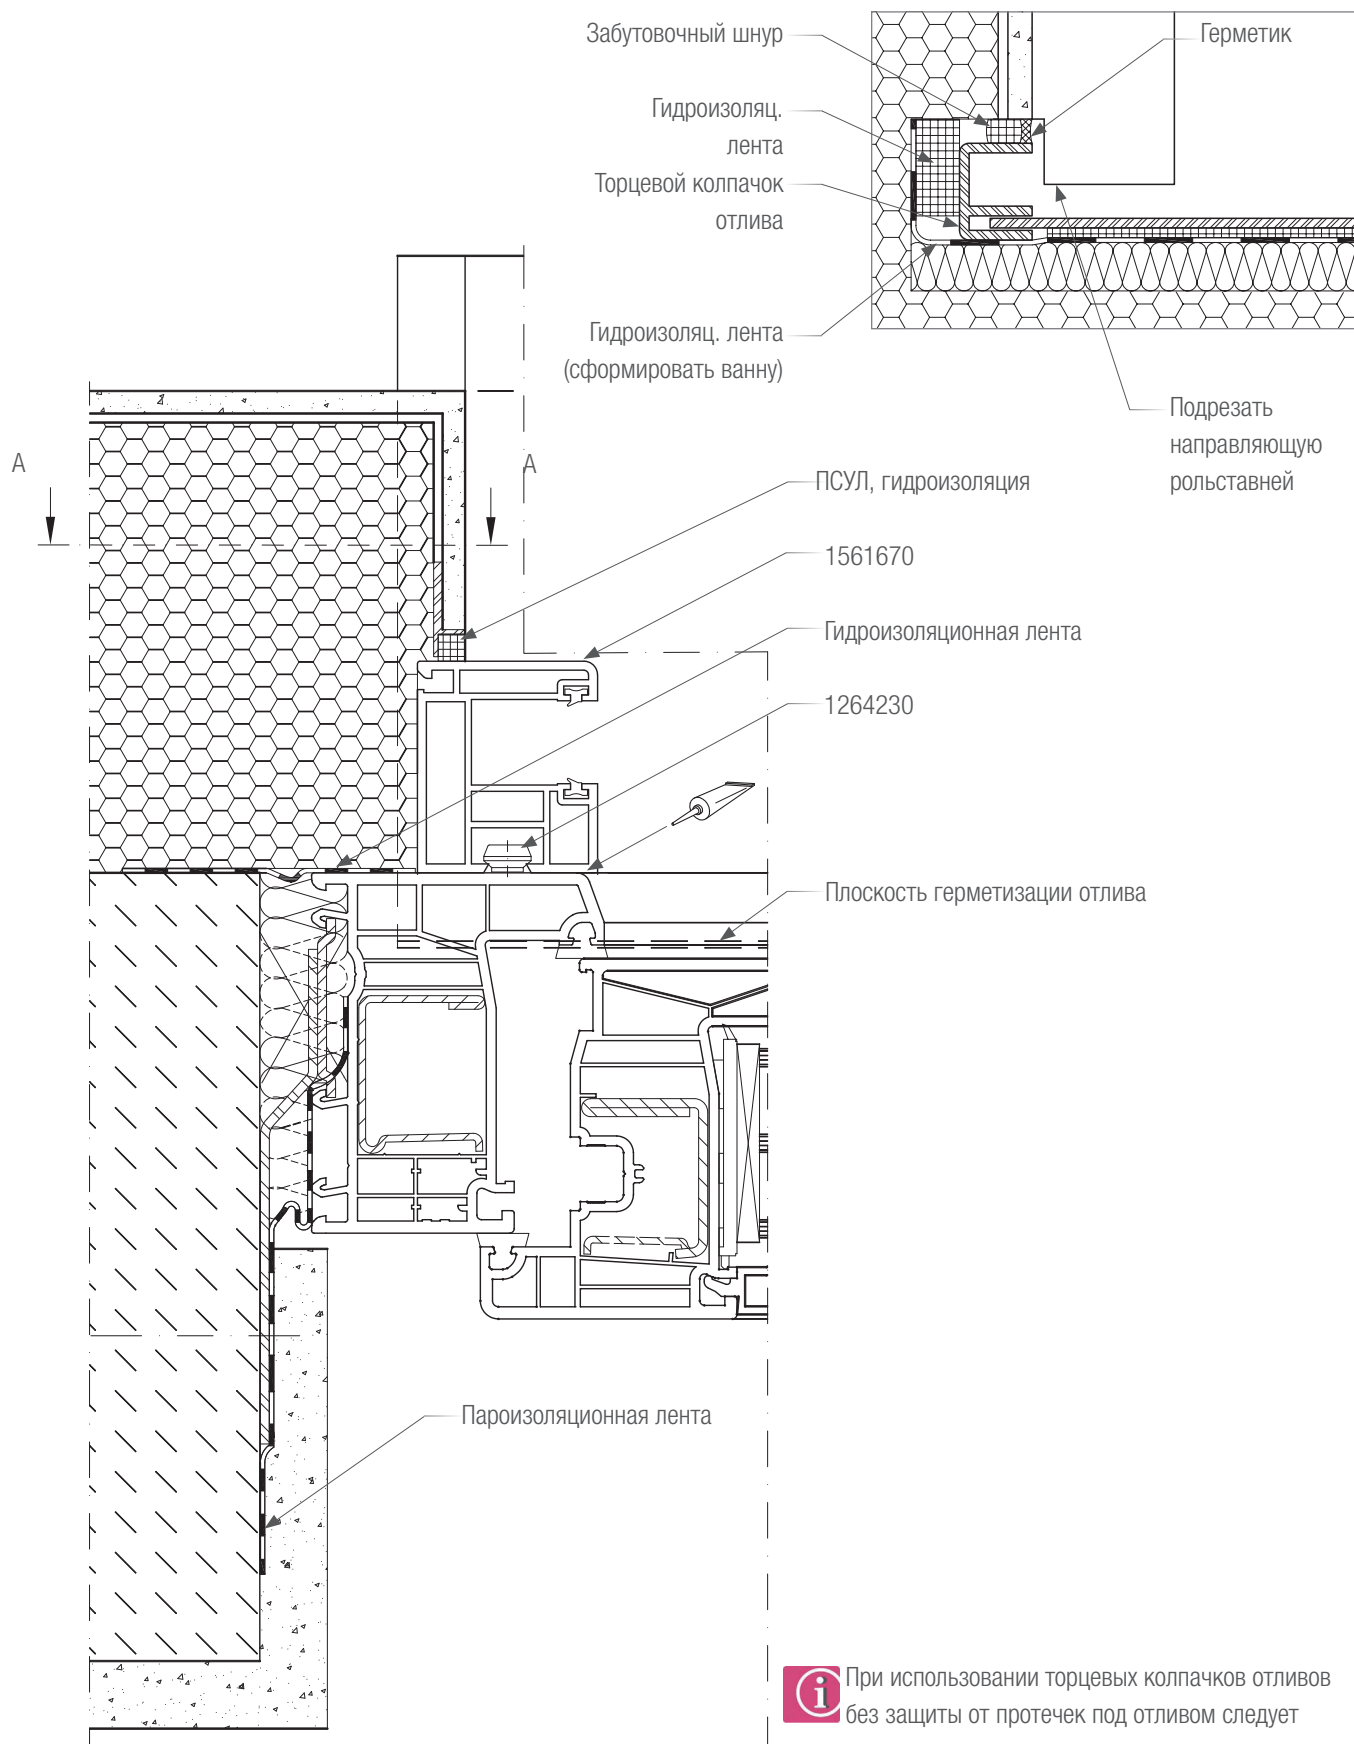 Забутовочный шнур
Герметик
Гидроизоляц.
лента
Торцевой колпачок
отлива
Гидроизоляц. лента
(сформировать ванну)
Подрезать
направляющую
рольставней
A
A
ПСУЛ, гидроизоляция
1561670
Гидроизоляционная лента
1264230
Плоскость герметизации отлива
Пароизоляционная лента
i
При использовании торцевых колпачков отливов
без защиты от протечек под отливом следует